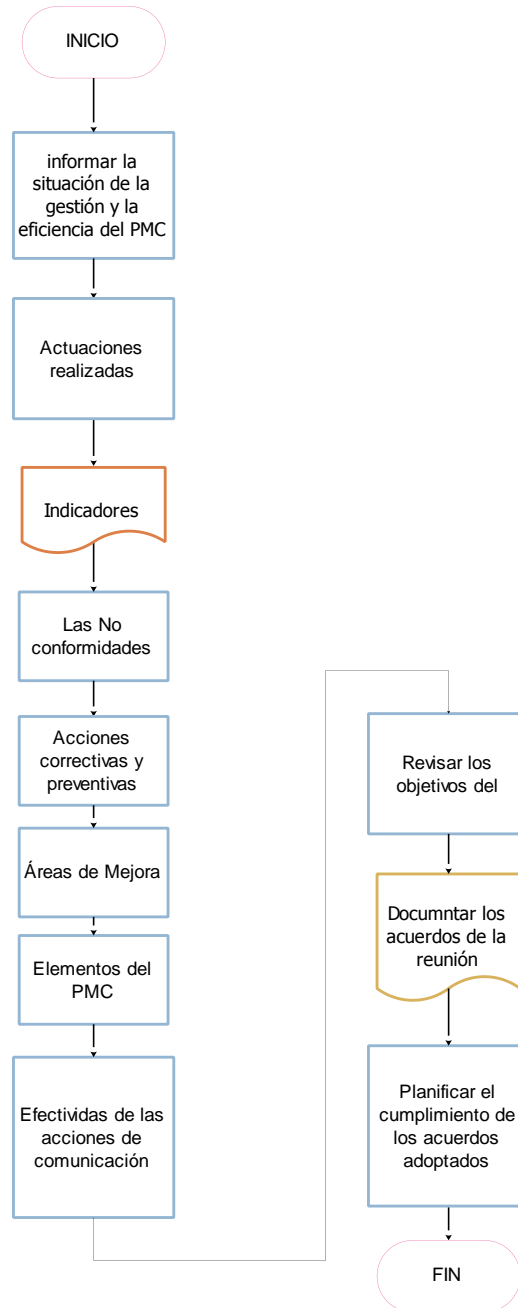 INICIO
informar la
situación de la
gestión y la
eficiencia del PMC
Actuaciones
realizadas
Indicadores
Las No
conformidades
Acciones
correctivas y
preventivas
Áreas de Mejora
Elementos del
PMC
Efectividas de las
acciones de
comunicación
Revisar los
objetivos del
Documntar los
acuerdos de la
reunión
Planificar el
cumplimiento de
los acuerdos
adoptados
FIN